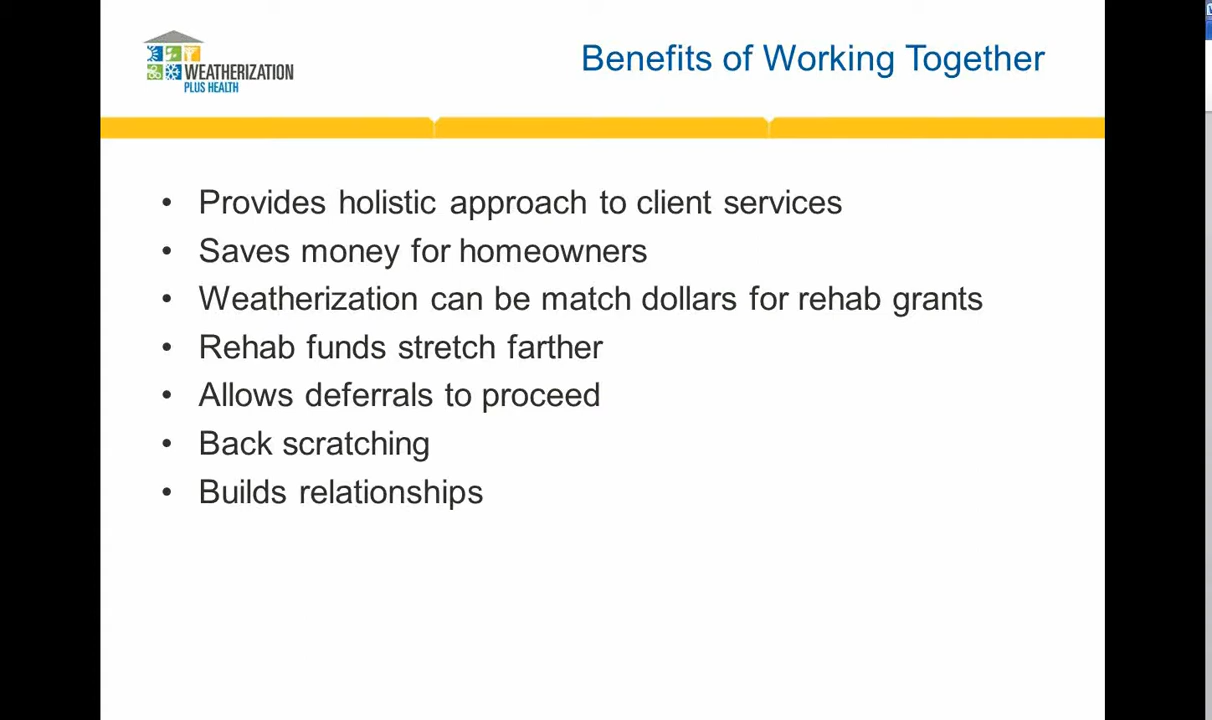 WEATHERIZATION
PLUS HEALTH
Benefits of Working Together
• Provides holistic approach to client services
• Saves money for homeowners
• Weatherization can be match dollars for rehab grants
• Rehab funds stretch farther
• Allows deferrals to proceed
• Back scratching
• Builds relationships